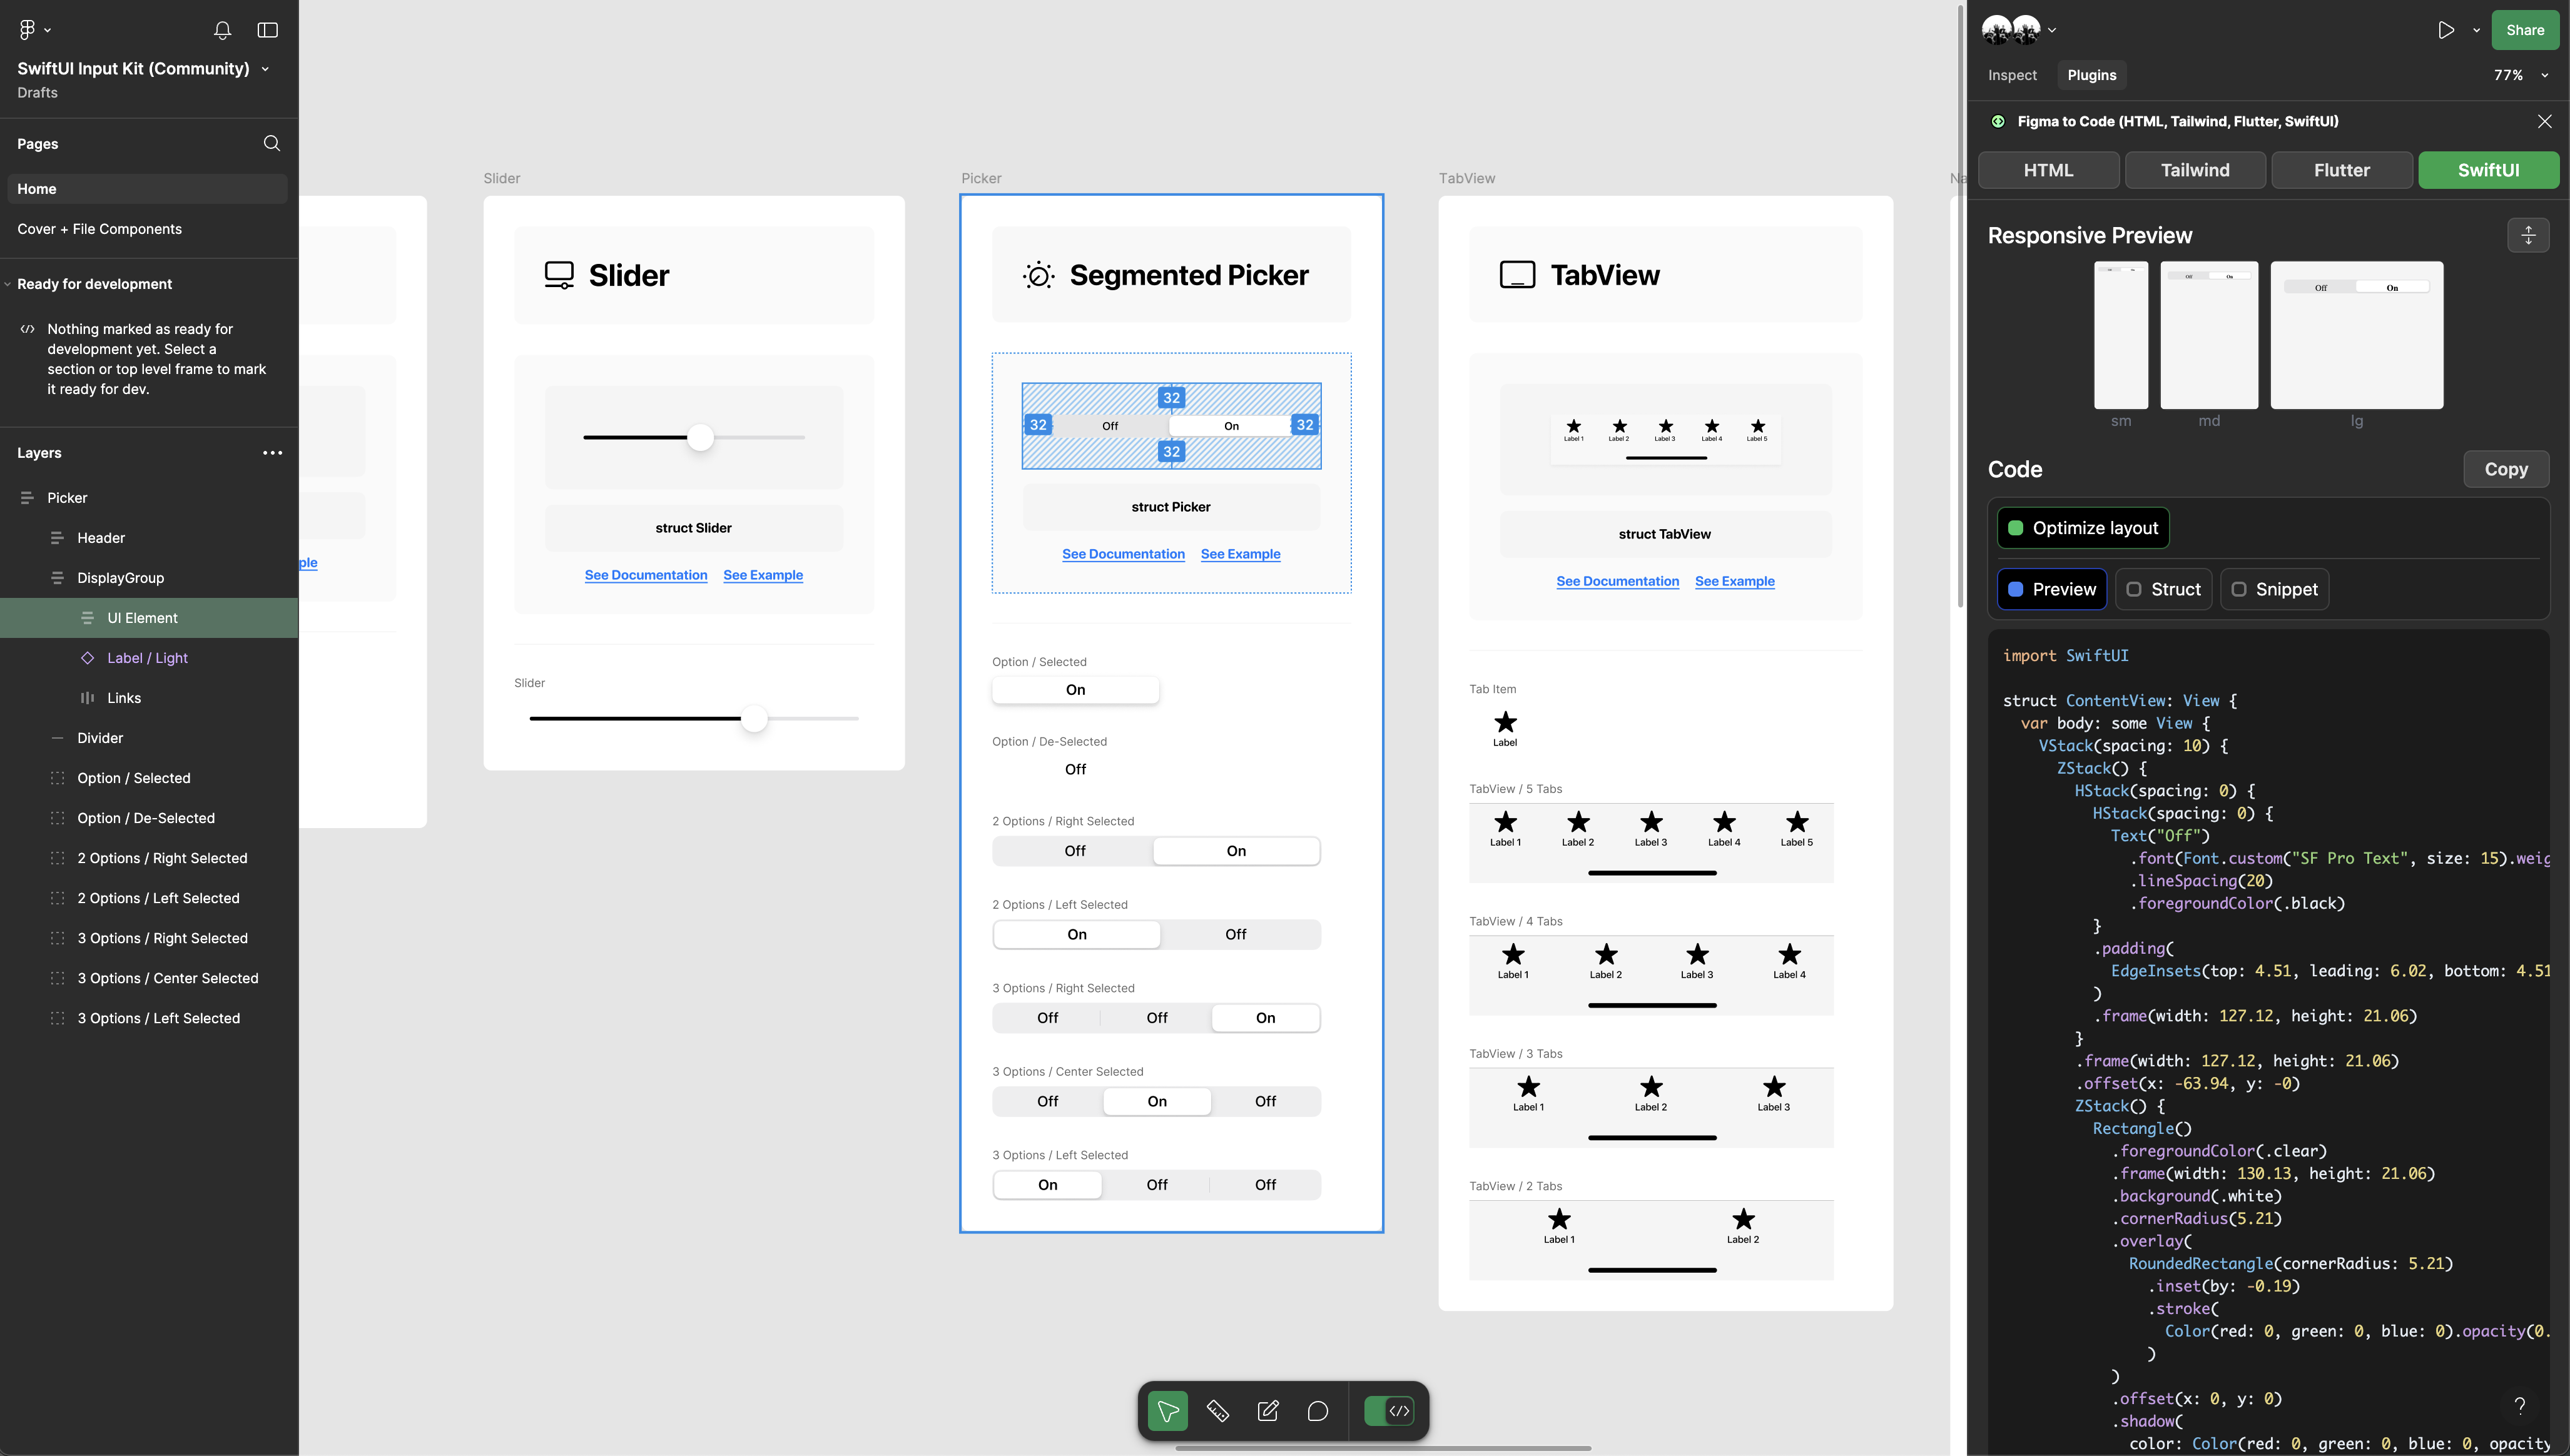 SwiftUI Input Kit (Community)
Drafts
Pages
Home
Cover + File Components
Ready for development
Nothing marked as ready for
development yet. Select a
section or top level frame to mark
it ready for dev.
Layers
Picker
Header
DisplayGroup
UI Element
Label / Light
Links
Divider
Option / Selected
Option / De-Selected
2 Options / Right Selected
2 Options / Left Selected
3 Options / Right Selected
3 Options / Center Selected
3 Options / Left Selected
ple
Slider
Slider
struct Slider
See Documentation See Example
Slider
Picker
Segmented Picker
32
32 Off On 32
32
struct Picker
See Documentation See Example
Option / Selected
On
Option / De-Selected
Off
2 Options / Right Selected
Off On
2 Options / Left Selected
On Off
3 Options / Right Selected
Off Off On
3 Options / Center Selected
Off On Off
3 Options / Left Selected
On Off Off
TabView
TabView
Label 1 Label 2 Label 3 Label 4 Label 5
struct TabView
See Documentation See Example
Tab Item
Label
TabView / 5 Tabs
Label 1 Label 2 Label 3 Label 4 Label 5
TabView / 4 Tabs
Label 1 Label 2 Label 3 Label 4
TabView / 3 Tabs
Label 1 Label 2 Label 3
TabView / 2 Tabs
Label 1 Label 2
Na
Share
Inspect Plugins 77%
Figma to Code (HTML, Tailwind, Flutter, SwiftUI)
HTML Tailwind Flutter SwiftUI
Responsive Preview
Off On
Off On
sm md lg
Code Copy
Optimize layout
Preview Struct Snippet
import SwiftUI
struct ContentView: View {
var body: some View {
VStack(spacing: 10) {
ZStack() {
HStack(spacing: 0) {
HStack(spacing: 0) {
Text("Off")
.font(Font.custom("SF Pro Text", size: 15).weig
.lineSpacing(20)
.foregroundColor(.black)
}
.padding(
EdgeInsets(top: 4.51, leading: 6.02, bottom: 4.51
)
.frame(width: 127.12, height: 21.06)
}
.frame(width: 127.12, height: 21.06)
.offset(x: -63.94, y: -0)
ZStack() {
Rectangle()
.foregroundColor(.clear)
.frame(width: 130.13, height: 21.06)
.background(.white)
.cornerRadius(5.21)
.overlay(
RoundedRectangle(cornerRadius: 5.21)
.inset(by: -0.19)
.stroke(
Color(red: 0, green: 0, blue: 0).opacity(0.
)
)
.offset(x: 0, y: 0)
.shadow(
color: Color(red: 0, green: 0, blue: 0, opacity
?